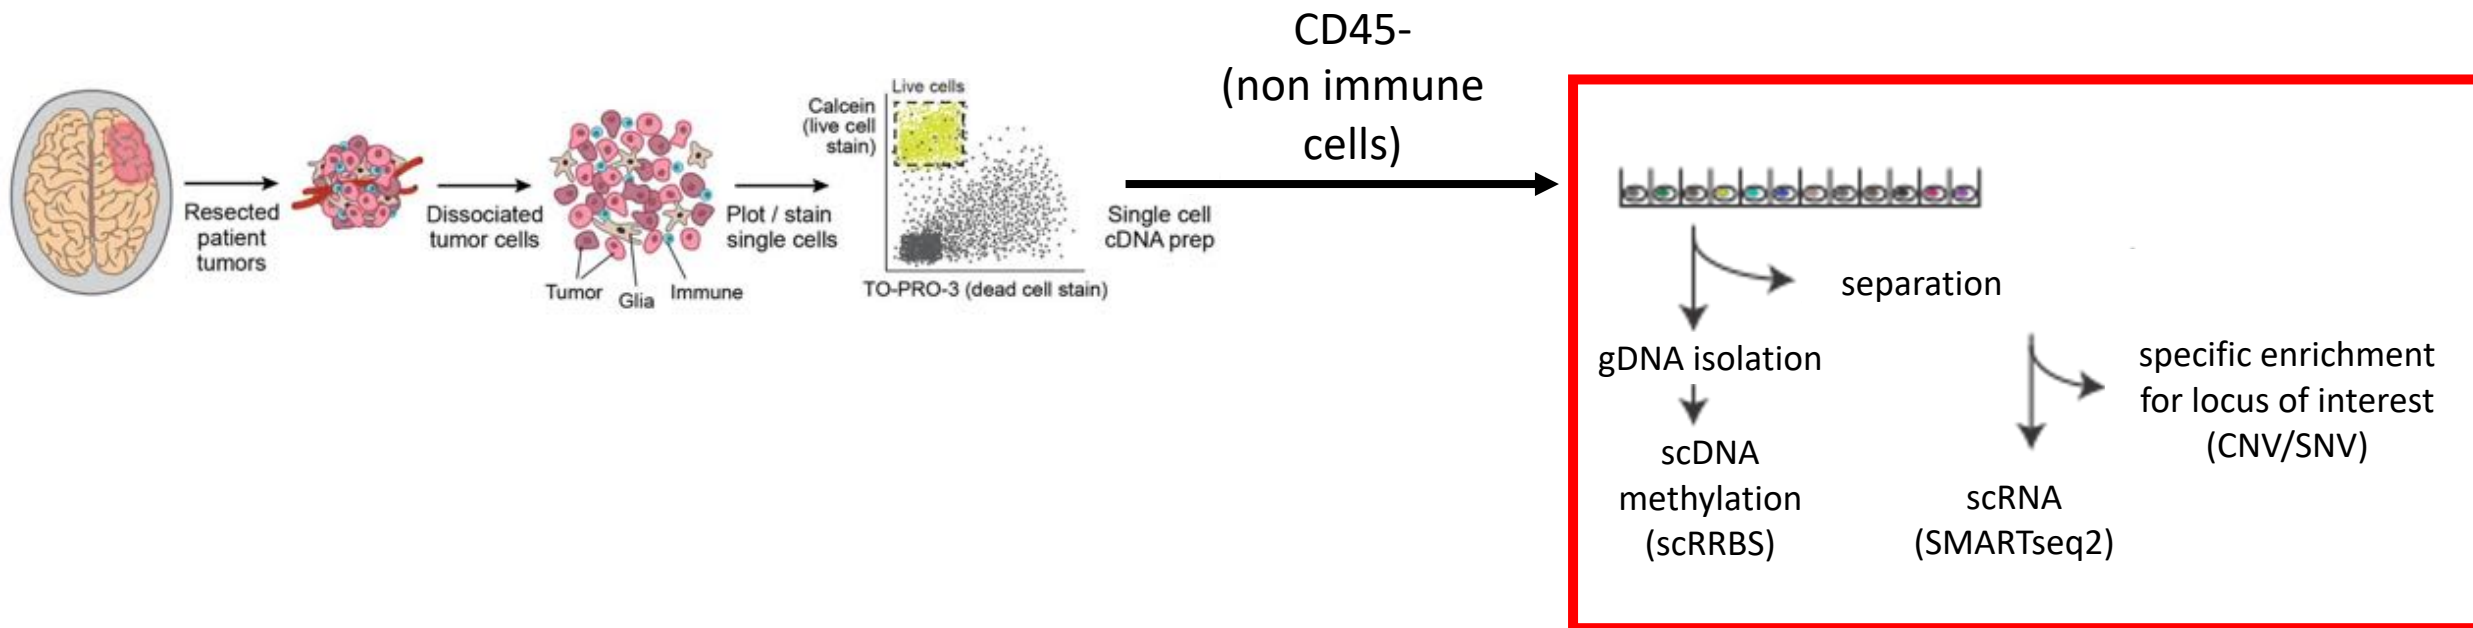 CD45-
(non immune
cells)
Live cells
Calcein
(live cell
stain)
Resected
patient
tumors
Dissociated
tumor cells
Plot / stain
single cells
Single cell
cDNA prep
Tumor
Glia
Immune
TO-PRO-3 (dead cell stain)
separation
gDNA isolation
scDNA
methylation
(scRRBS)
scRNA
(SMARTseq2)
specific enrichment
for locus of interest
(CNV/SNV)